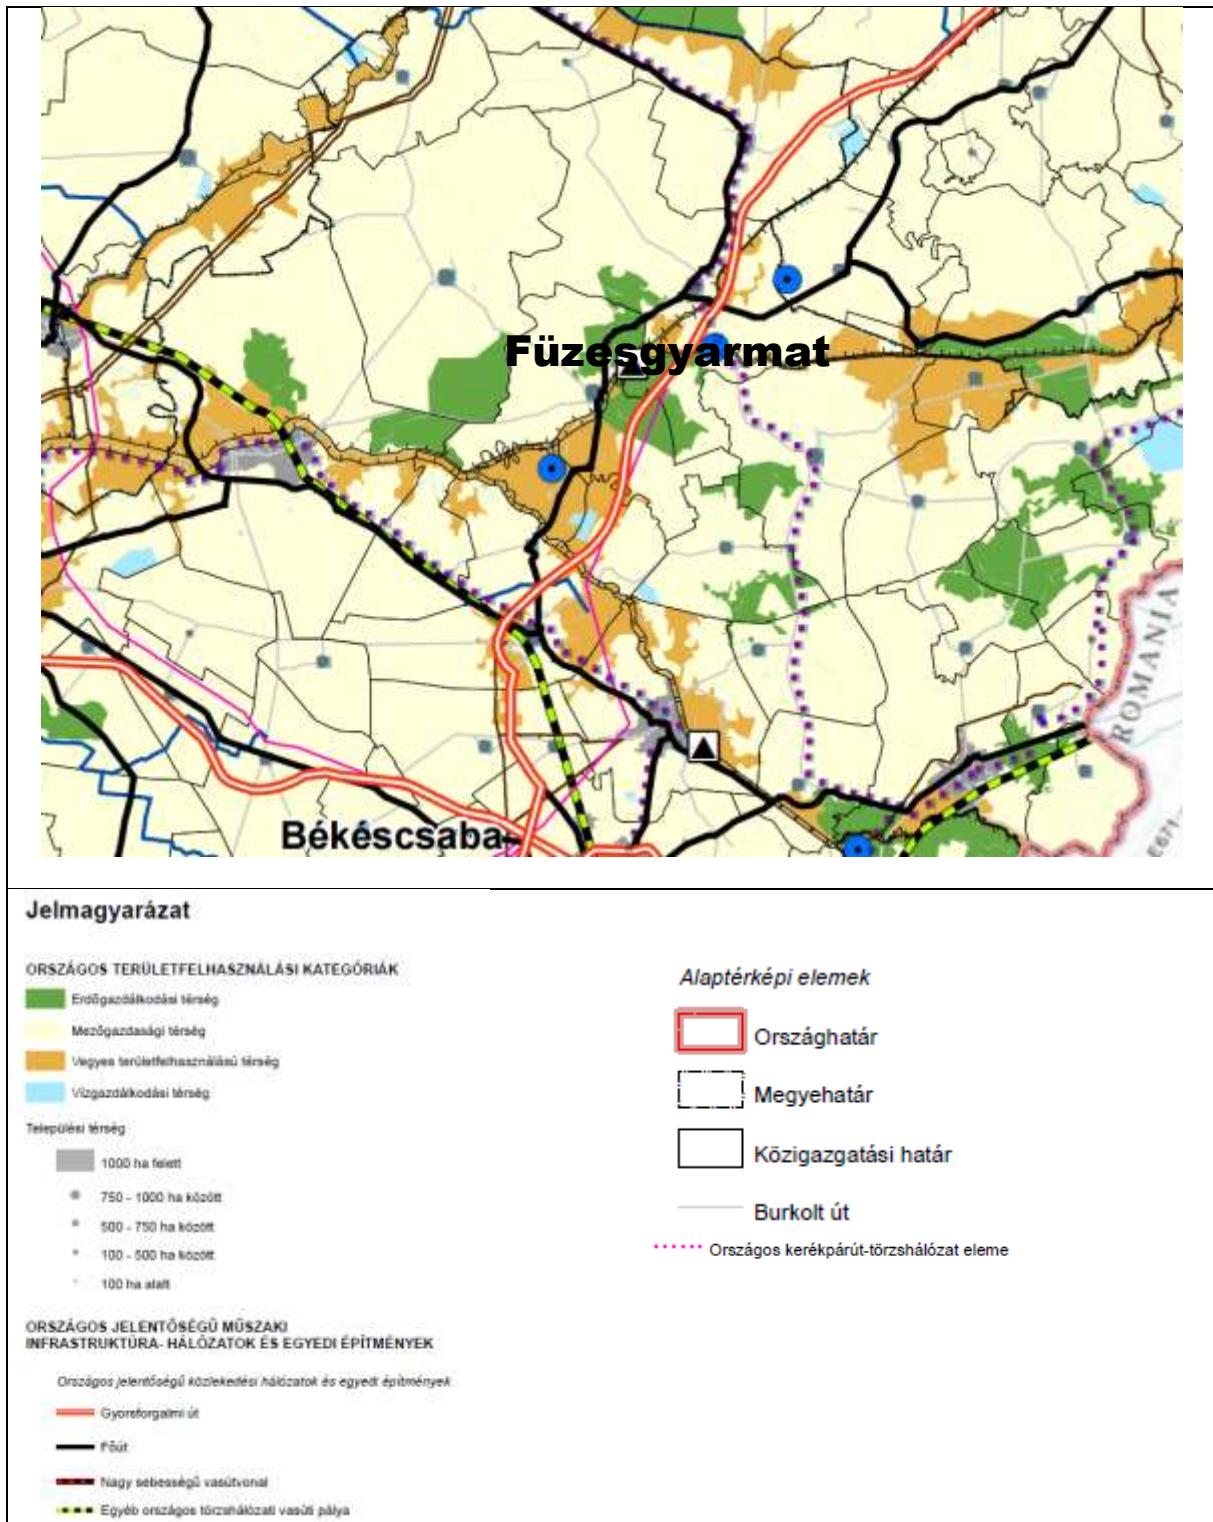 Füzesgyarmat
ROMANIA
Békéscsaba
E671
Jelmagyarázat
ORSZÁGOS TERÜLETFELHASZNÁLÁSI KATEGÓRIÁK
Erdőgazdálkodási térség
Mezőgazdasági térség
Vegyes területfelhasználású térség
Vízgazdálkodási térség
Települési térség
1000 ha felett
750 - 1000 ha között
500 - 750 ha között
100 - 500 ha között
100 ha alatt
ORSZÁGOS JELENTŐSÉGŰ MŰSZAKI
INFRASTRUKTÚRA- HÁLÓZATOK ÉS EGYEDI ÉPÍTMÉNYEK
Országos jelentőségű közlekedési hálózatok és egyedi építmények
Gyorsforgalmi út
Főút
Nagy sebességű vasútvonal
Egyéb országos törzshálózati vasúti pálya
Alaptérképi elemek
Országhatár
Megyehatár
Közigazgatási határ
Burkolt út
Országos kerékpárút-törzshálózat eleme